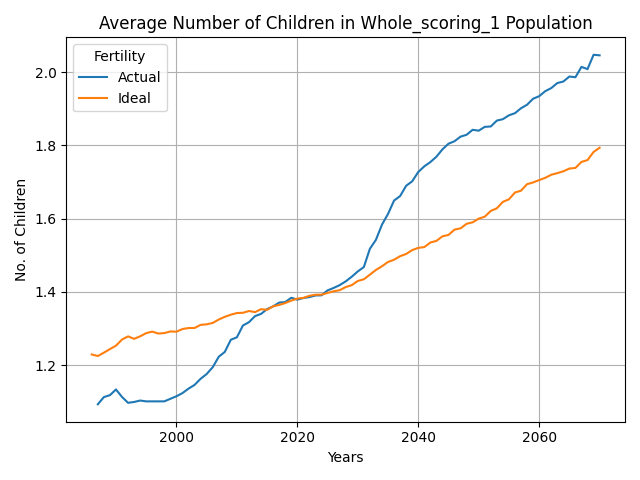 Average Number of Children in Whole_scoring_1 Population
Fertility
Actual
Ideal
No. of Children
2.0
1.8
1.6
1.4
1.2
2000
2020
2040
2060
Years